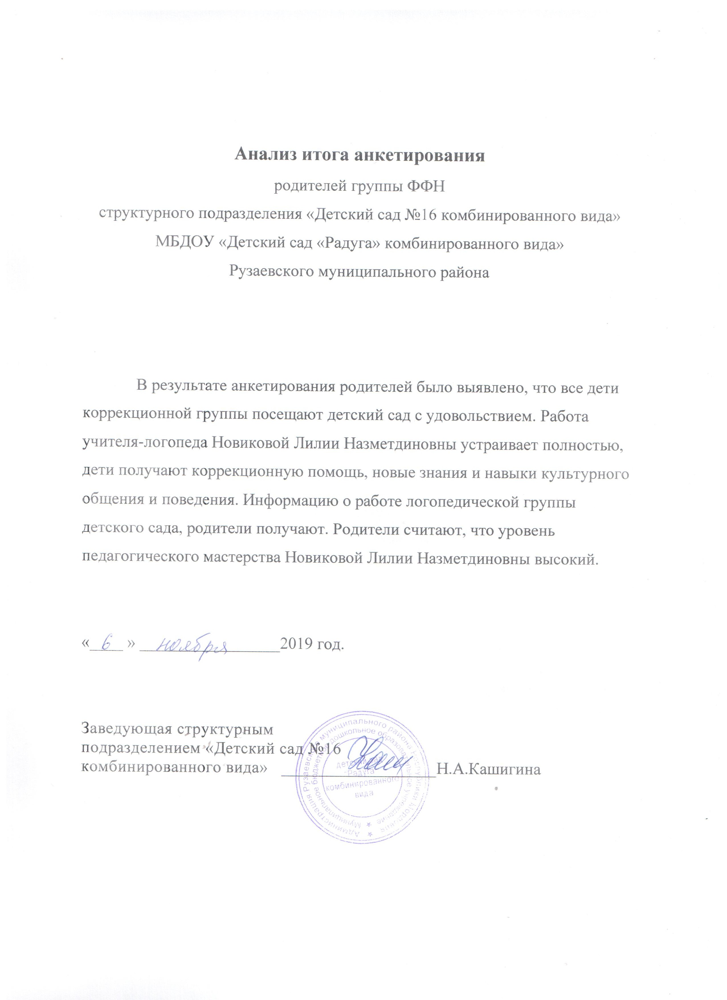 Анализ итога анкетирования
родителей группы ФФН
структурного подразделения «Детский сад №16 комбинированного вида»
МБДОУ «Детский сад «Радуга» комбинированного вида»
Рузаевского муниципального района
В результате анкетирования родителей было выявлено, что все дети
коррекционной группы посещают детский сад с удовольствием. Работа
учителя-логопеда Новиковой Лилии Назметдиновны устраивает полностью,
дети получают коррекционную помощь, новые знания и навыки культурного
общения и поведения. Информацию о работе логопедической группы
детского сада, родители получают. Родители считают, что уровень
педагогического мастерства Новиковой Лилии Назметдиновны высокий.
« 6 » ноября 2019 год.
Заведующая структурным
подразделением «Детский сад №16
комбинированного вида» Н.А.Кашигина
Администрация Рузаевского муниципального района Республики Мордовия
Муниципальное бюджетное дошкольное образовательное учреждение
детский сад
"Радуга"
комбинированного
вида